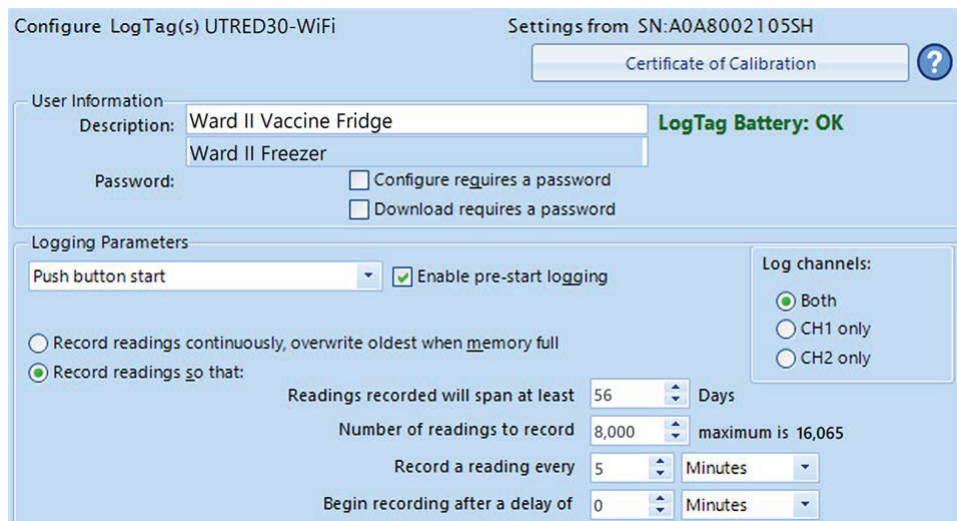 Configure LogTag(s) UTRED30-WiFi Settings from SN:A0A8002105SH
Certificate of Calibration ?
User Information
Description: Ward II Vaccine Fridge LogTag Battery: OK
Ward II Freezer
Password: Configure requires a password
Download requires a password
Logging Parameters
Push button start Enable pre-start logging
Log channels:
Both
CH1 only
CH2 only
Record readings continuously, overwrite oldest when memory full
Record readings so that:
Readings recorded will span at least 56 Days
Number of readings to record 8,000 maximum is 16,065
Record a reading every 5 Minutes
Begin recording after a delay of 0 Minutes